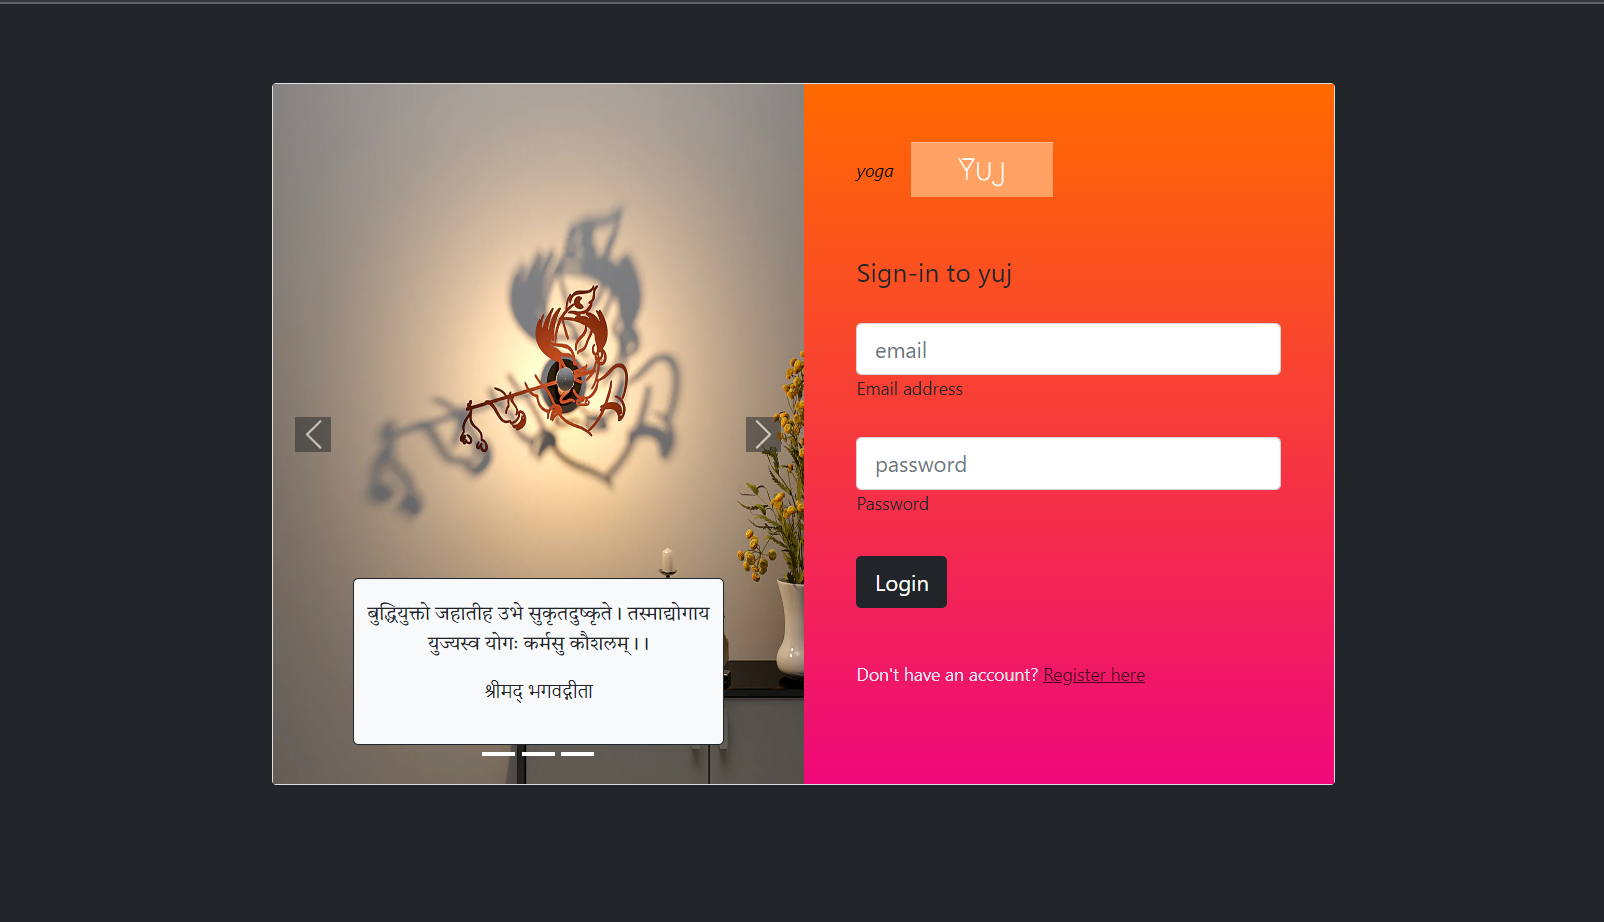 बुद्धियुक्तो जहातीह उभे सुकृतदुष्कृते । तस्माद्योगाय
युज्यस्व योगः कर्मसु कौशलम् ।।
श्रीमद् भगवद्गीता
yoga
YUJ
Sign-in to yuj
email
Email address
password
Password
Login
Don't have an account? Register here